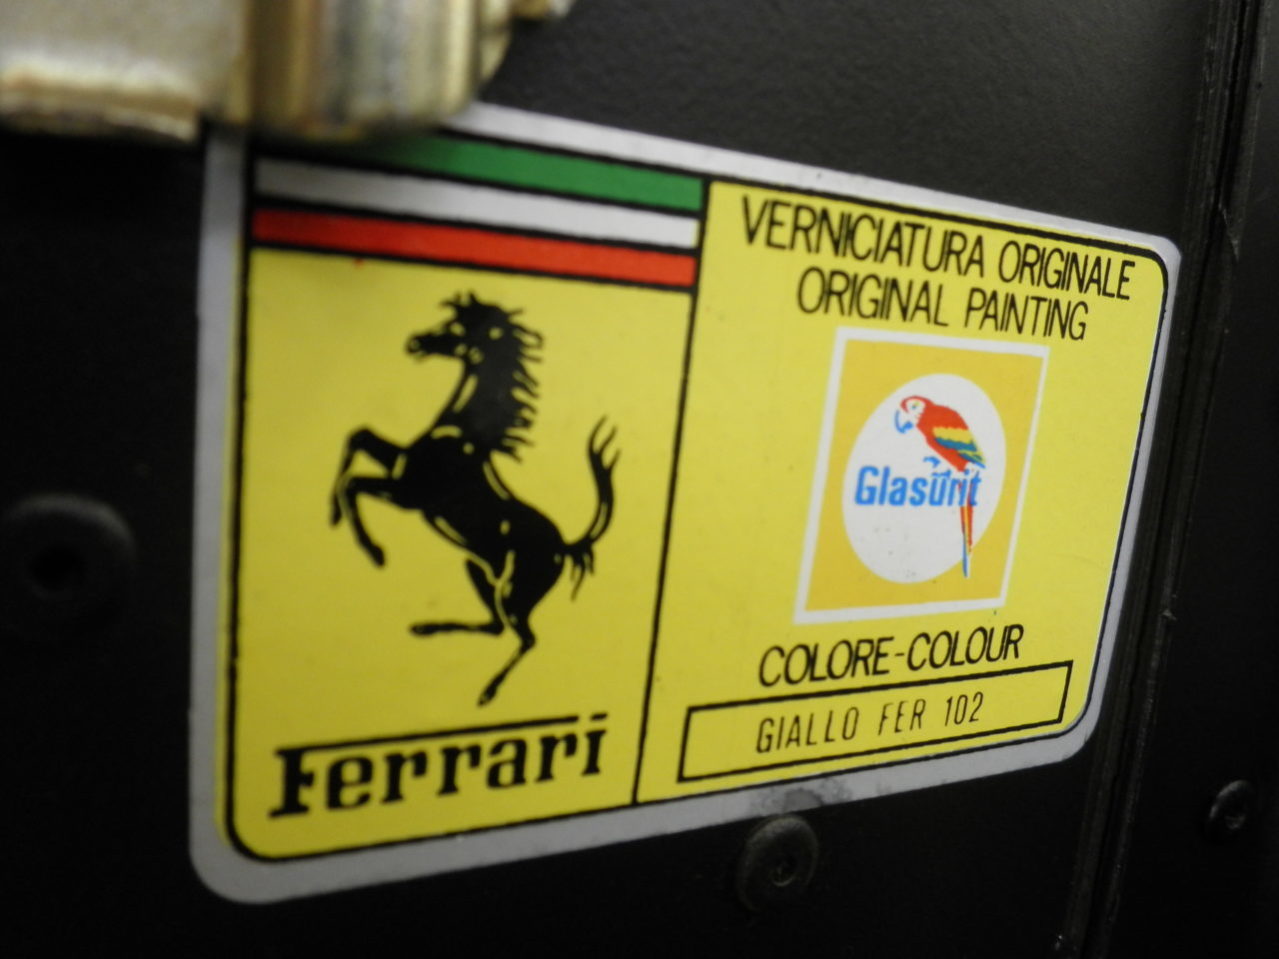 Ferrari
VERNICIATURA ORIGINALE
ORIGINAL PAINTING
Glasurit
COLORE-COLOUR
GIALLO FER 102